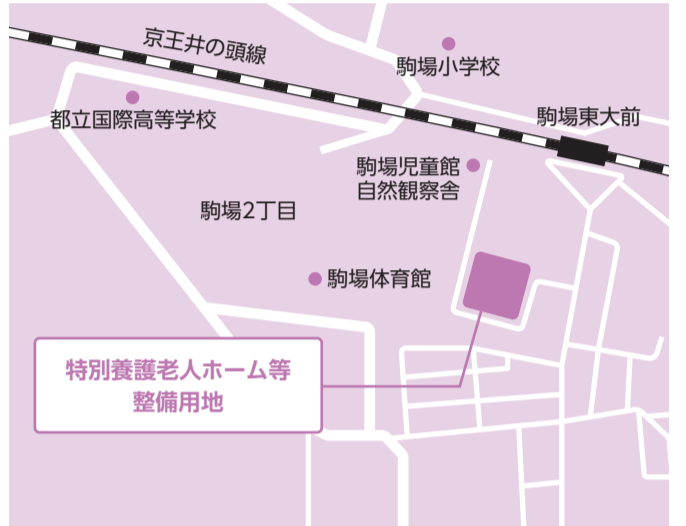 京王井の頭線
駒場小学校
都立国際高等学校
駒場東大前
駒場児童館
自然観察舎
駒場2丁目
駒場体育館
特別養護老人ホーム等
整備用地